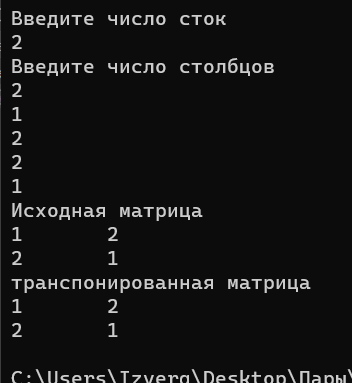 Введите число сток
2
Введите число столбцов
2
1
2
2
1
Исходная матрица
1 2
2 1
транспонированная матрица
1 2
2 1
C:\Users\Izverg\Desktop\Пары\